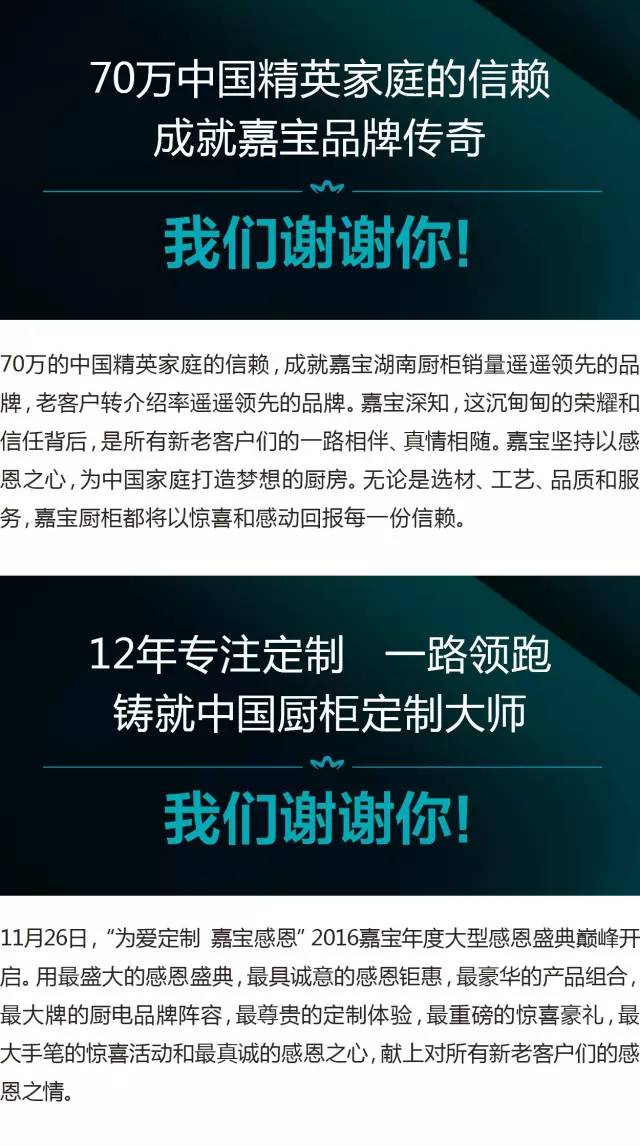 70万中国精英家庭的信赖
成就嘉宝品牌传奇
我们谢谢你!
70万的中国精英家庭的信赖,成就嘉宝湖南厨柜销量遥遥领先的品
牌,老客户转介绍率遥遥领先的品牌。嘉宝深知,这沉甸甸的荣耀和
信任背后,是所有新老客户们的一路相伴、真情相随。嘉宝坚持以感
恩之心,为中国家庭打造梦想的厨房。无论是选材、工艺、品质和服
务,嘉宝厨柜都将以惊喜和感动回报每一份信赖。
12年专注定制 一路领跑
铸就中国厨柜定制大师
我们谢谢你!
11月26日,“为爱定制 嘉宝感恩”2016嘉宝年度大型感恩盛典巅峰开
启。用最盛大的感恩盛典,最具诚意的感恩钜惠,最豪华的产品组合,
最大牌的厨电品牌阵容,最尊贵的定制体验,最重磅的惊喜豪礼,最
大手笔的惊喜活动和最真诚的感恩之心,献上对所有新老客户们的感
恩之情。